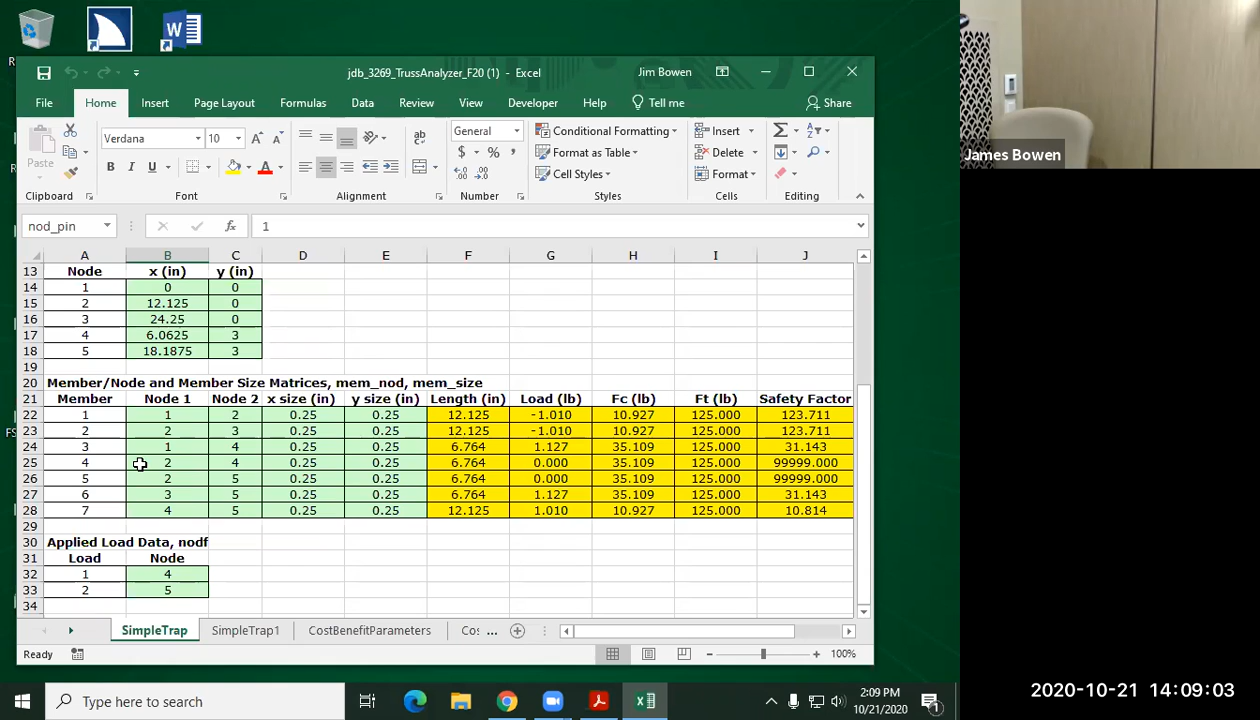 jdb_3269_TrussAnalyzer_F20 (1) - Excel Jim Bowen
File Home Insert Page Layout Formulas Data Review View Developer Help Tell me Share
Paste Verdana 10 General Conditional Formatting Format as Table Cell Styles Insert Delete Format
Clipboard Font Alignment Number Styles Cells Editing
nod_pin fx 1
A B C D E F G H I J
13 Node x (in) y (in)
14 1 0 0
15 2 12.125 0
16 3 24.25 0
17 4 6.0625 3
18 5 18.1875 3
19
20 Member/Node and Member Size Matrices, mem_nod, mem_size
21 Member Node 1 Node 2 x size (in) y size (in) Length (in) Load (lb) Fc (lb) Ft (lb) Safety Factor
22 1 1 2 0.25 0.25 12.125 -1.010 10.927 125.000 123.711
23 2 2 3 0.25 0.25 12.125 -1.010 10.927 125.000 123.711
24 3 1 4 0.25 0.25 6.764 1.127 35.109 125.000 31.143
25 4 2 4 0.25 0.25 6.764 0.000 35.109 125.000 99999.000
26 5 2 5 0.25 0.25 6.764 0.000 35.109 125.000 99999.000
27 6 3 5 0.25 0.25 6.764 1.127 35.109 125.000 31.143
28 7 4 5 0.25 0.25 12.125 1.010 10.927 125.000 10.814
29
30 Applied Load Data, nodf
31 Load Node
32 1 4
33 2 5
34
SimpleTrap SimpleTrap1 CostBenefitParameters Co: ...
Ready 100%
Type here to search
2:09 PM
10/21/2020
1
James Bowen
2020-10-21 14:09:03